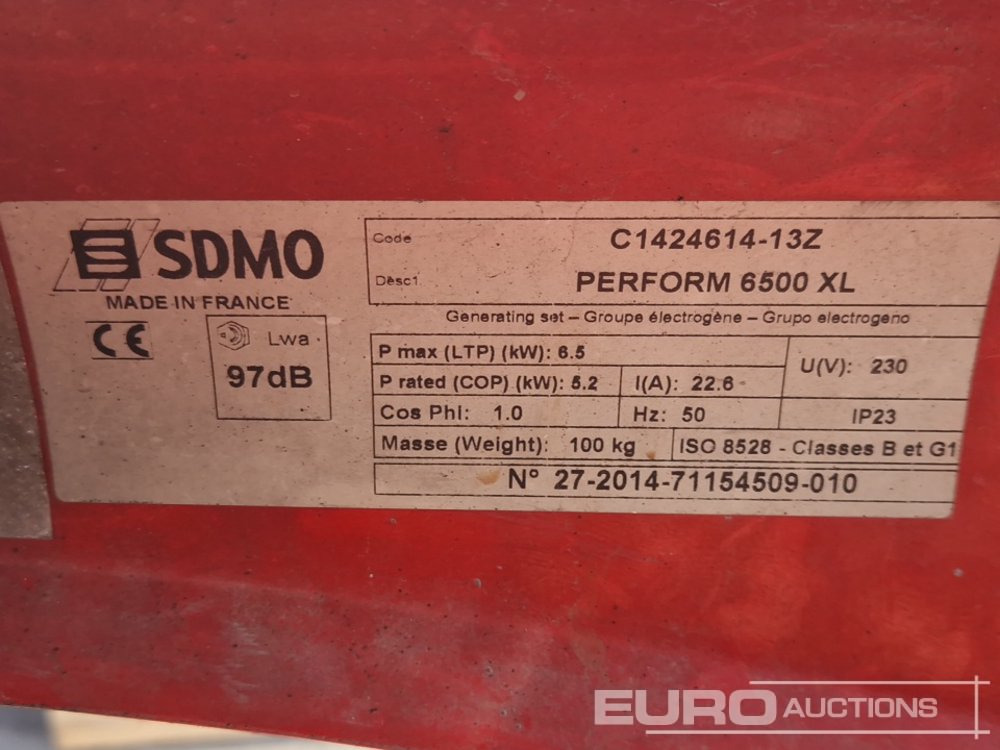 SDMO
MADE IN FRANCE
CE
Lwa
97dB
Code C1424614-13Z
Desc1 PERFORM 6500 XL
Generating set – Groupe électrogène – Grupo electrogeno
P max (LTP) (kW): 6.5
U(V): 230
P rated (COP) (kW): 5.2 I(A): 22.6
Cos Phi: 1.0 Hz: 50 IP23
Masse (Weight): 100 kg ISO 8528 - Classes B et G1
N° 27-2014-71154509-010
EURO AUCTIONS